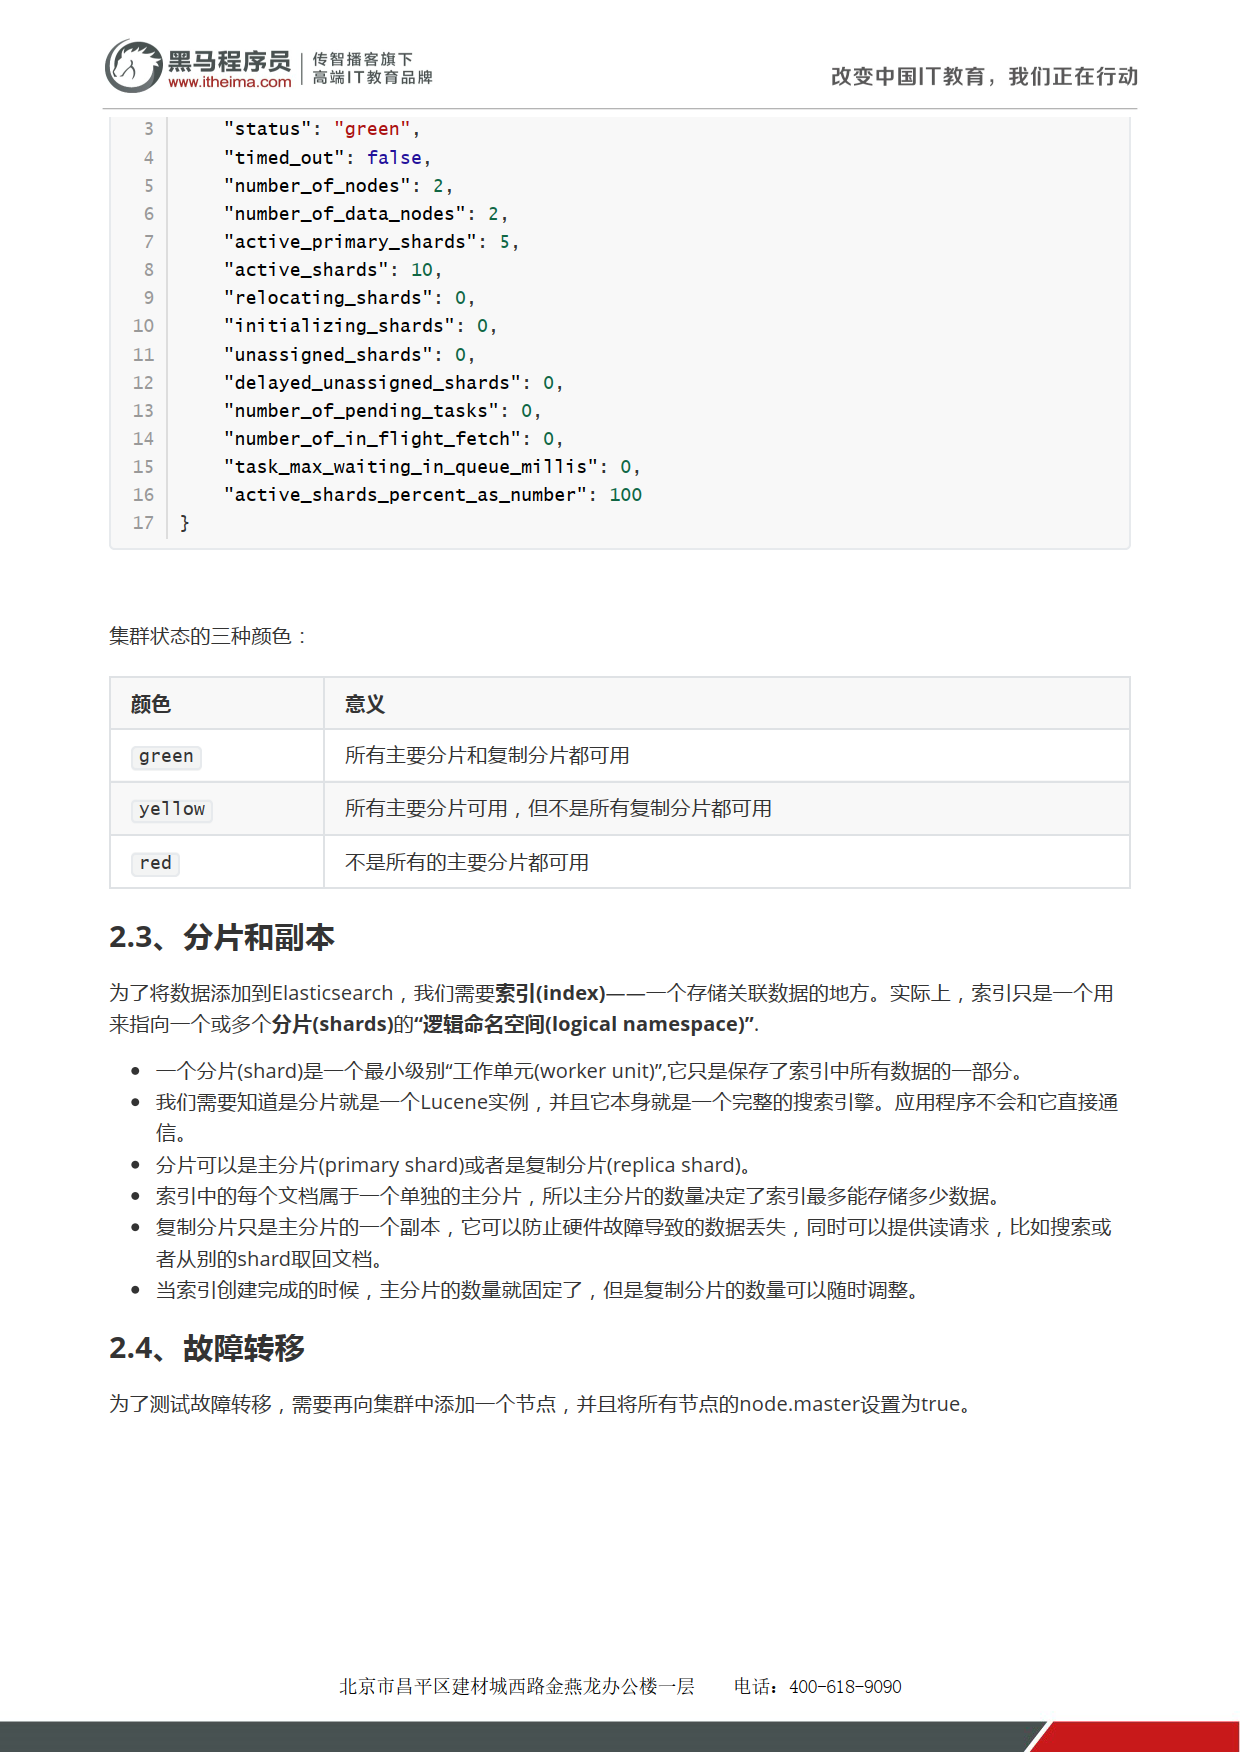 黑马程序员
www.itheima.com
传智播客旗下
高端IT教育品牌
改变中国IT教育，我们正在行动
3 "status": "green",
4 "timed_out": false,
5 "number_of_nodes": 2,
6 "number_of_data_nodes": 2,
7 "active_primary_shards": 5,
8 "active_shards": 10,
9 "relocating_shards": 0,
10 "initializing_shards": 0,
11 "unassigned_shards": 0,
12 "delayed_unassigned_shards": 0,
13 "number_of_pending_tasks": 0,
14 "number_of_in_flight_fetch": 0,
15 "task_max_waiting_in_queue_millis": 0,
16 "active_shards_percent_as_number": 100
17 }
集群状态的三种颜色：
颜色 意义
green 所有主要分片和复制分片都可用
yellow 所有主要分片可用，但不是所有复制分片都可用
red 不是所有的主要分片都可用
2.3、分片和副本
为了将数据添加到Elasticsearch，我们需要索引(index)——一个存储关联数据的地方。实际上，索引只是一个用
来指向一个或多个分片(shards)的“逻辑命名空间(logical namespace)”.
• 一个分片(shard)是一个最小级别“工作单元(worker unit)”,它只是保存了索引中所有数据的一部分。
• 我们需要知道是分片就是一个Lucene实例，并且它本身就是一个完整的搜索引擎。应用程序不会和它直接通
信。
• 分片可以是主分片(primary shard)或者是复制分片(replica shard)。
• 索引中的每个文档属于一个单独的主分片，所以主分片的数量决定了索引最多能存储多少数据。
• 复制分片只是主分片的一个副本，它可以防止硬件故障导致的数据丢失，同时可以提供读请求，比如搜索或
者从别的shard取回文档。
• 当索引创建完成的时候，主分片的数量就固定了，但是复制分片的数量可以随时调整。
2.4、故障转移
为了测试故障转移，需要再向集群中添加一个节点，并且将所有节点的node.master设置为true。
北京市昌平区建材城西路金燕龙办公楼一层 电话：400-618-9090